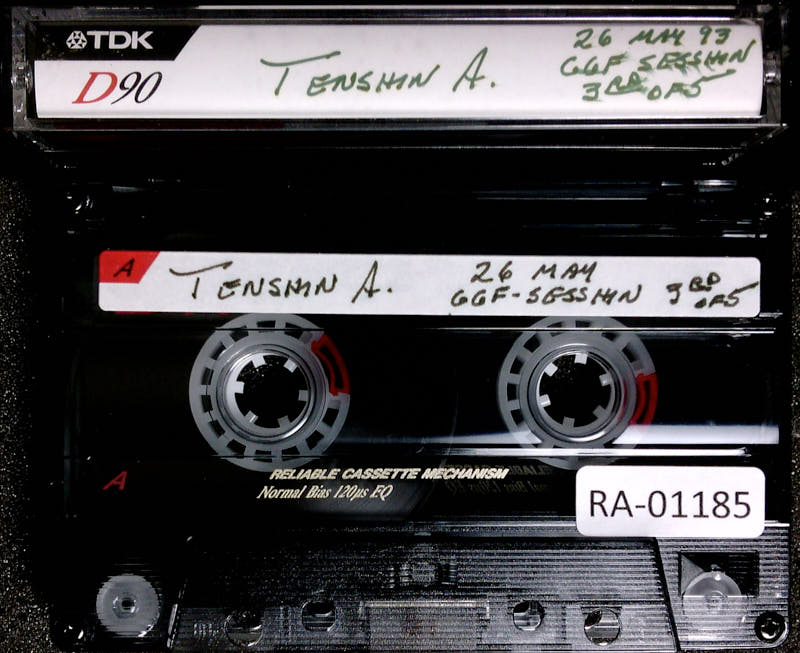 TDK
D90
TENSHIN A.
26 MAY 93
GGF SESSHIN
3RD OF 5
A
TENSHIN A.
26 MAY
GGF-SESSHIN
3RD OF 5
A
RELIABLE CASSETTE MECHANISM
Normal Bias 120µs EQ
RA-01185